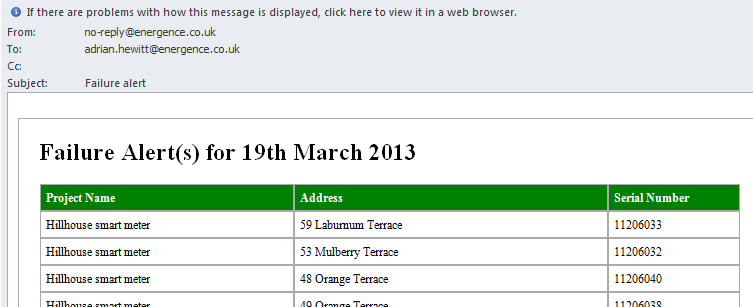 If there are problems with how this message is displayed, click here to view it in a web browser.
From: no-reply@energence.co.uk
To: adrian.hewitt@energence.co.uk
Cc:
Subject: Failure alert
Failure Alert(s) for 19th March 2013
Project Name Address Serial Number
Hillhouse smart meter 59 Laburnum Terrace 11206033
Hillhouse smart meter 53 Mulberry Terrace 11206032
Hillhouse smart meter 48 Orange Terrace 11206040
Hillhouse smart meter 49 Orange Terrace 11206038